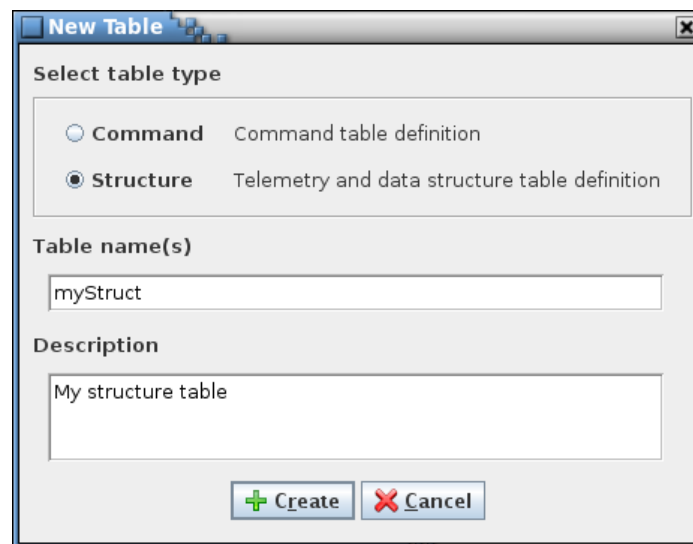 New Table
Select table type
Command Command table definition
Structure Telemetry and data structure table definition
Table name(s)
myStruct
Description
My structure table
Create Cancel